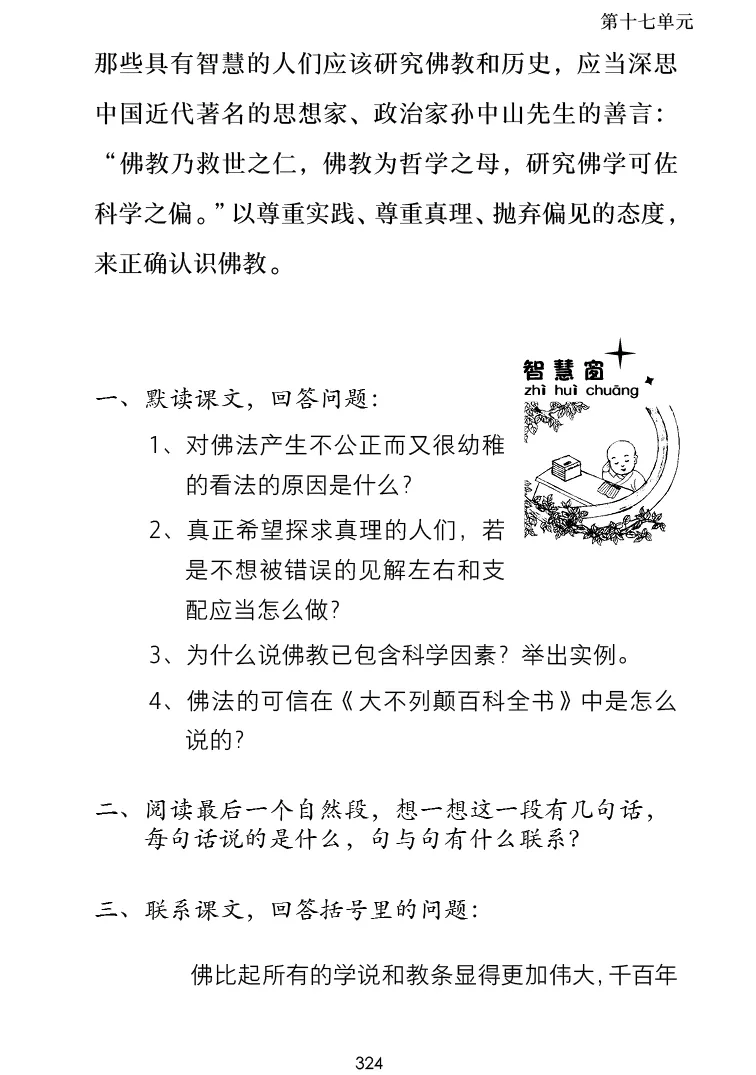 第十七单元
那些具有智慧的人们应该研究佛教和历史，应当深思
中国近代著名的思想家、政治家孙中山先生的善言：
“佛教乃救世之仁，佛教为哲学之母，研究佛学可佐
科学之偏。”以尊重实践、尊重真理、抛弃偏见的态度，
来正确认识佛教。
智慧窗
zhì huì chuāng
一、默读课文，回答问题：
1、对佛法产生不公正而又很幼稚
的看法的原因是什么？
2、真正希望探求真理的人们，若
是不想被错误的见解左右和支
配应当怎么做？
3、为什么说佛教已包含科学因素？举出实例。
4、佛法的可信在《大不列颠百科全书》中是怎么
说的？
二、阅读最后一个自然段，想一想这一段有几句话，
每句话说的是什么，句与句有什么联系？
三、联系课文，回答括号里的问题：
佛比起所有的学说和教条显得更加伟大，千百年
324